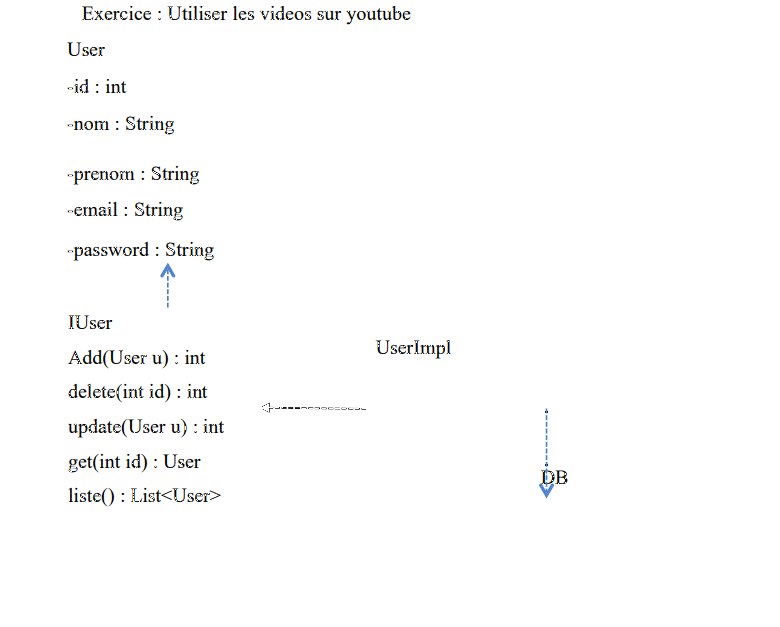 Exercice : Utiliser les videos sur youtube
User
-id : int
-nom : String
-prenom : String
-email : String
-password : String
IUser
Add(User u) : int
delete(int id) : int
update(User u) : int
get(int id) : User
liste() : List<User>
UserImpl
DB